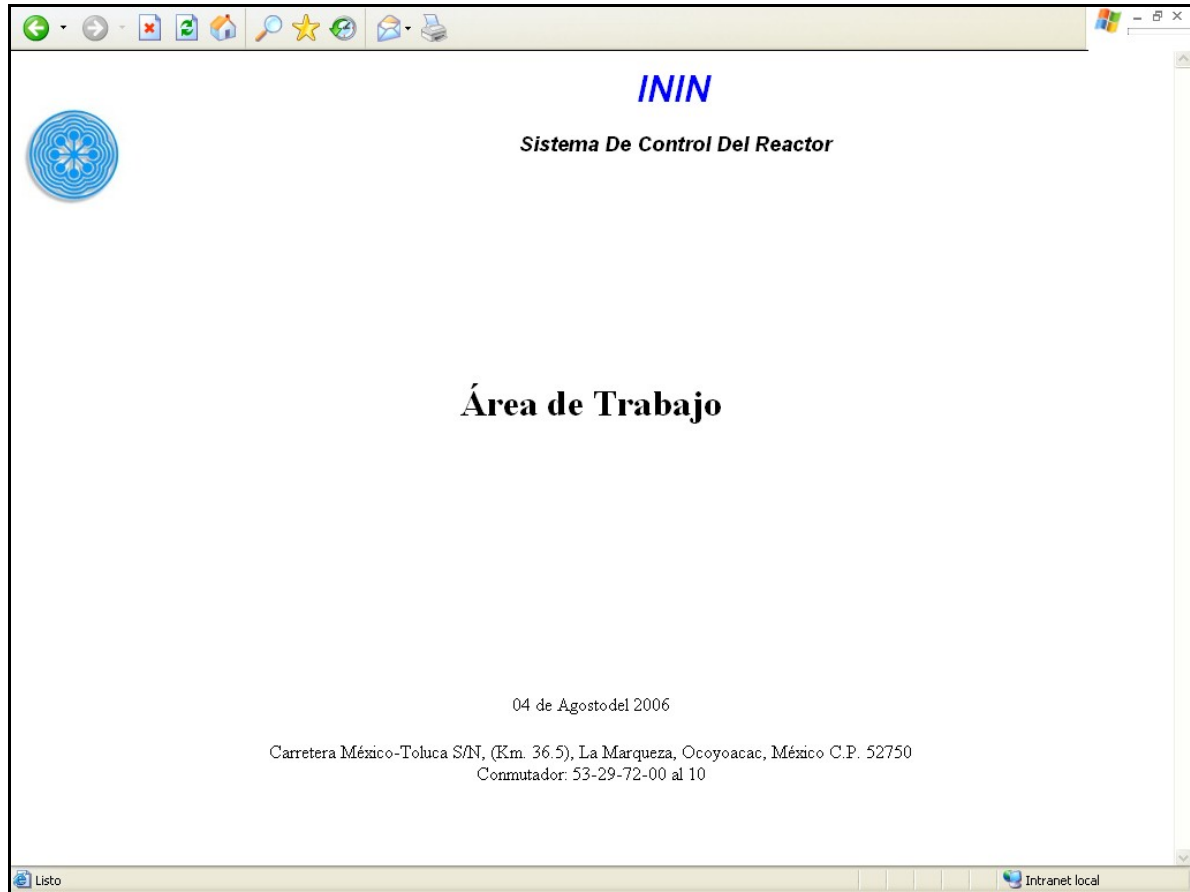 ININ
Sistema De Control Del Reactor
Área de Trabajo
04 de Agostodel 2006
Carretera México-Toluca S/N, (Km. 36.5), La Marqueza, Ocoyoacac, México C.P. 52750
Conmutador: 53-29-72-00 al 10
Listo
Intranet local